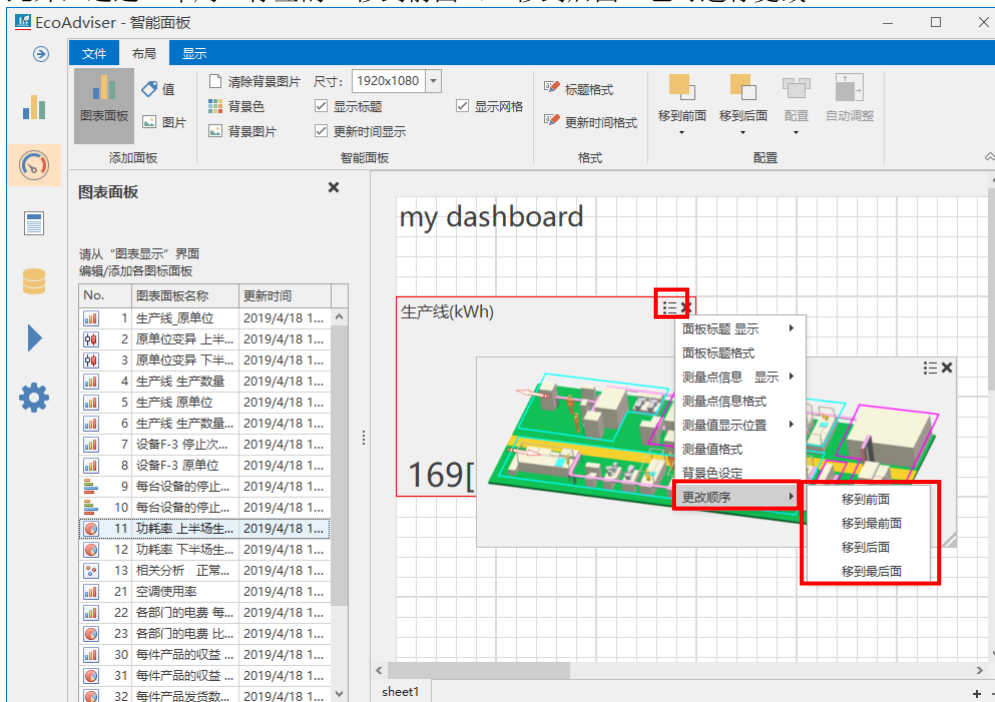 EcoAdviser - 智能面板
文件 布局 显示
图表面板
值
图片
添加面板
清除背景图片
背景色
背景图片
尺寸: 1920x1080
显示标题
更新时间显示
显示网格
智能面板
标题格式
更新时间格式
格式
移到前面 移到后面 配置 自动调整
配置
图表面板
请从“图表显示”界面
编辑/添加各图标面板
No. 图表面板名称 更新时间
1 生产线_原单位 2019/4/18 1...
2 原单位变异 上半... 2019/4/18 1...
3 原单位变异 下半... 2019/4/18 1...
4 生产线 生产数量 2019/4/18 1...
5 生产线 原单位 2019/4/18 1...
6 生产线 生产数量... 2019/4/18 1...
7 设备F-3 停止次... 2019/4/18 1...
8 设备F-3 原单位 2019/4/18 1...
9 每台设备的停止... 2019/4/18 1...
10 每台设备的停止... 2019/4/18 1...
11 功耗率 上半场生... 2019/4/18 1...
12 功耗率 下半场生... 2019/4/18 1...
13 相关分析 正常... 2019/4/18 1...
21 空调使用率 2019/4/18 1...
22 各部门的电费 每... 2019/4/18 1...
23 各部门的电费 比... 2019/4/18 1...
30 每件产品的收益 ... 2019/4/18 1...
31 每件产品的收益 ... 2019/4/18 1...
32 每件产品发货数... 2019/4/18 1...
my dashboard
生产线(kWh)
169[
面板标题 显示
面板标题格式
测量点信息 显示
测量点信息格式
测量值显示位置
测量值格式
背景色设定
更改顺序
移到前面
移到最前面
移到后面
移到最后面
sheet1